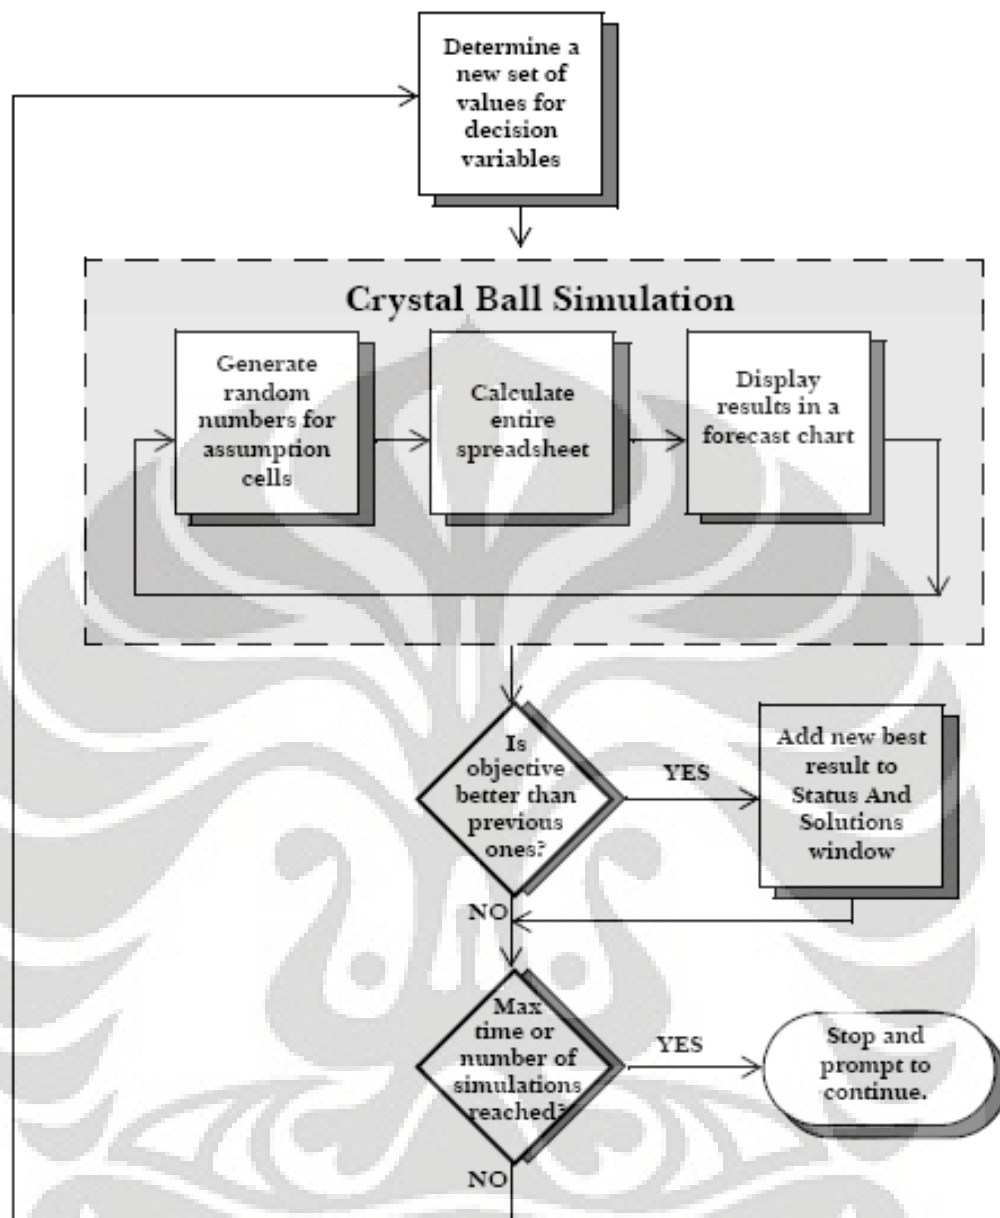 Determine a
new set of
values for
decision
variables
Crystal Ball Simulation
Generate
random
numbers for
assumption
cells
Calculate
entire
spreadsheet
Display
results in a
forecast chart
Is
objective
better than
previous
ones?
YES
Add new best
result to
Status And
Solutions
window
NO
Max
time or
number of
simulations
reached?
YES
Stop and
prompt to
continue.
NO